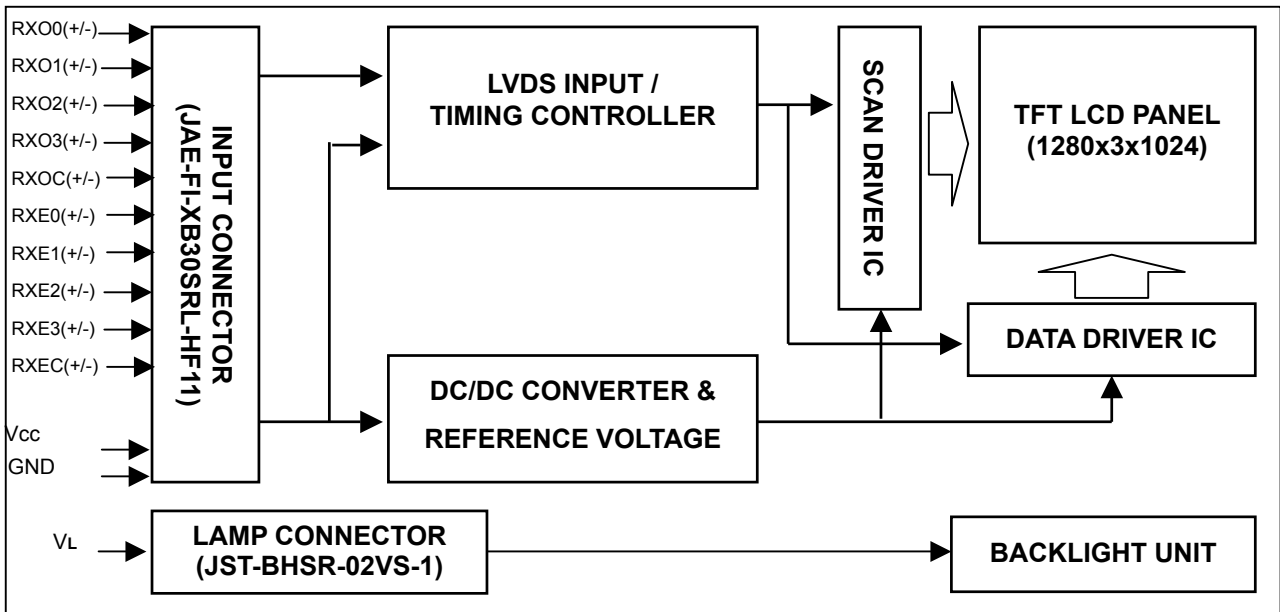 RXO0(+/-)
RXO1(+/-)
RXO2(+/-)
RXO3(+/-)
RXOC(+/-)
RXE0(+/-)
RXE1(+/-)
RXE2(+/-)
RXE3(+/-)
RXEC(+/-)
Vcc
GND
INPUT CONNECTOR
(JAE-FI-XB30SRL-HF11)
LVDS INPUT /
TIMING CONTROLLER
SCAN DRIVER IC
TFT LCD PANEL
(1280x3x1024)
DATA DRIVER IC
DC/DC CONVERTER &
REFERENCE VOLTAGE
VL
LAMP CONNECTOR
(JST-BHSR-02VS-1)
BACKLIGHT UNIT